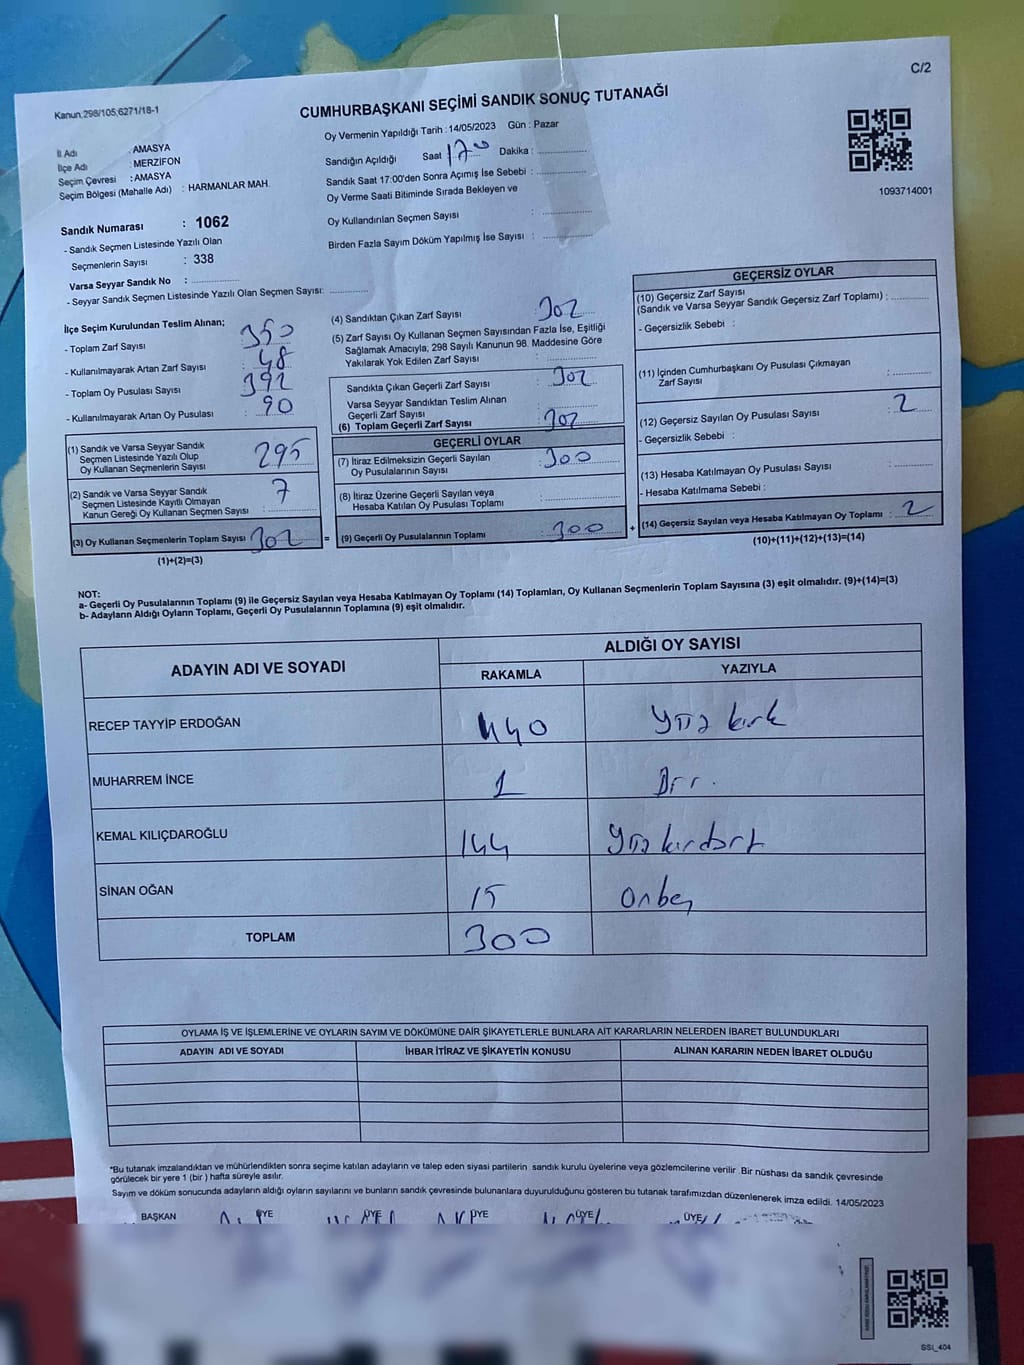 C/2
Kanun,298/105,6271/18-1
CUMHURBAŞKANI SEÇİMİ SANDIK SONUÇ TUTANAĞI
İl Adı : AMASYA
İlçe Adı : MERZİFON
Seçim Çevresi : AMASYA
Seçim Bölgesi (Mahalle Adı) : HARMANLAR MAH.
Oy Vermenin Yapıldığı Tarih : 14/05/2023 Gün : Pazar
Sandığın Açıldığı Saat 17 00 Dakika :
Sandık Saat 17:00'den Sonra Açımış İse Sebebi :
Oy Verme Saati Bitiminde Sırada Bekleyen ve
Oy Kullandırılan Seçmen Sayısı :
Birden Fazla Sayım Döküm Yapılmış İse Sayısı :
1093714001
Sandık Numarası : 1062
- Sandık Seçmen Listesinde Yazılı Olan
Seçmenlerin Sayısı : 338
Varsa Seyyar Sandık No :
- Seyyar Sandık Seçmen Listesinde Yazılı Olan Seçmen Sayısı:
İlçe Seçim Kurulundan Teslim Alınan;
- Toplam Zarf Sayısı : 350
- Kullanılmayarak Artan Zarf Sayısı : 48
- Toplam Oy Pusulası Sayısı : 392
- Kullanılmayarak Artan Oy Pusulası : 90
(1) Sandık ve Varsa Seyyar Sandık
Seçmen Listesinde Yazılı Olup
Oy Kullanan Seçmenlerin Sayısı : 295
(2) Sandık ve Varsa Seyyar Sandık
Seçmen Listesinde Kayıtlı Olmayan
Kanun Gereği Oy Kullanan Seçmen Sayısı : 7
(3) Oy Kullanan Seçmenlerin Toplam Sayısı : 302
(1)+(2)=(3)
(4) Sandıktan Çıkan Zarf Sayısı : 302
(5) Zarf Sayısı Oy Kullanan Seçmen Sayısından Fazla İse, Eşitliği
Sağlamak Amacıyla, 298 Sayılı Kanunun 98. Maddesine Göre
Yakılarak Yok Edilen Zarf Sayısı :
Sandıkta Çıkan Geçerli Zarf Sayısı : 302
Varsa Seyyar Sandıktan Teslim Alınan
Geçerli Zarf Sayısı :
(6) Toplam Geçerli Zarf Sayısı : 302
GEÇERLİ OYLAR
(7) İtiraz Edilmeksizin Geçerli Sayılan
Oy Pusulalarının Sayısı : 300
(8) İtiraz Üzerine Geçerli Sayılan veya
Hesaba Katılan Oy Pusulası Toplamı :
= (9) Geçerli Oy Pusulalarının Toplamı : 300 +
GEÇERSİZ OYLAR
(10) Geçersiz Zarf Sayısı
(Sandık ve Varsa Seyyar Sandık Geçersiz Zarf Toplamı) :
- Geçersizlik Sebebi :
(11) İçinden Cumhurbaşkanı Oy Pusulası Çıkmayan
Zarf Sayısı :
(12) Geçersiz Sayılan Oy Pusulası Sayısı : 2
- Geçersizlik Sebebi :
(13) Hesaba Katılmayan Oy Pusulası Sayısı :
- Hesaba Katılmama Sebebi :
(14) Geçersiz Sayılan veya Hesaba Katılmayan Oy Toplamı : 2
(10)+(11)+(12)+(13)=(14)
NOT:
a- Geçerli Oy Pusulalarının Toplamı (9) ile Geçersiz Sayılan veya Hesaba Katılmayan Oy Toplamı (14) Toplamları, Oy Kullanan Seçmenlerin Toplam Sayısına (3) eşit olmalıdır. (9)+(14)=(3)
b- Adayların Aldığı Oyların Toplamı, Geçerli Oy Pusulalarının Toplamına (9) eşit olmalıdır.
ADAYIN ADI VE SOYADI ALDIĞI OY SAYISI
RAKAMLA YAZIYLA
RECEP TAYYİP ERDOĞAN 140 Yüz kırk
MUHARREM İNCE 1 Bir.
KEMAL KILIÇDAROĞLU 144 Yüz kırdört
SİNAN OĞAN 15 Onbeş
TOPLAM 300
OYLAMA İŞ VE İŞLEMLERİNE VE OYLARIN SAYIM VE DÖKÜMÜNE DAİR ŞİKAYETLERLE BUNLARA AİT KARARLARIN NELERDEN İBARET BULUNDUKLARI
ADAYIN ADI VE SOYADI İHBAR İTİRAZ VE ŞİKAYETİN KONUSU ALINAN KARARIN NEDEN İBARET OLDUĞU
*Bu tutanak imzalandıktan ve mühürlendikten sonra seçime katılan adayların ve talep eden siyasi partilerin sandık kurulu üyelerine veya gözlemcilerine verilir. Bir nüshası da sandık çevresinde
görülecek bir yere 1 (bir) hafta süreyle asılır.
Sayım ve döküm sonucunda adayların aldığı oyların sayılarını ve bunların sandık çevresinde bulunanlara duyurulduğunu gösteren bu tutanak tarafımızdan düzenlenerek imza edildi. 14/05/2023
BAŞKAN ÜYE ÜYE ÜYE ÜYE ÜYE
SSI_404